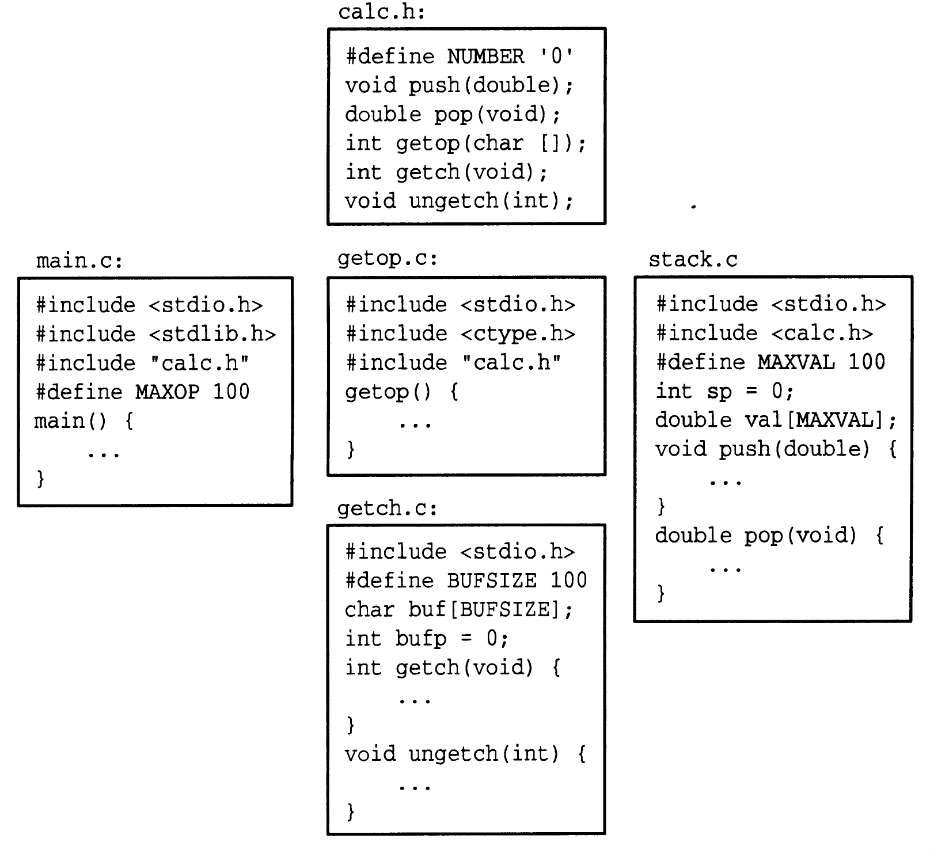 calc.h:
#define NUMBER '0'
void push(double);
double pop(void);
int getop(char []);
int getch(void);
void ungetch(int);
main.c:
#include <stdio.h>
#include <stdlib.h>
#include "calc.h"
#define MAXOP 100
main() {
...
}
getop.c:
#include <stdio.h>
#include <ctype.h>
#include "calc.h"
getop() {
...
}
getch.c:
#include <stdio.h>
#define BUFSIZE 100
char buf[BUFSIZE];
int bufp = 0;
int getch(void) {
...
}
void ungetch(int) {
...
}
stack.c
#include <stdio.h>
#include <calc.h>
#define MAXVAL 100
int sp = 0;
double val[MAXVAL];
void push(double) {
...
}
double pop(void) {
...
}